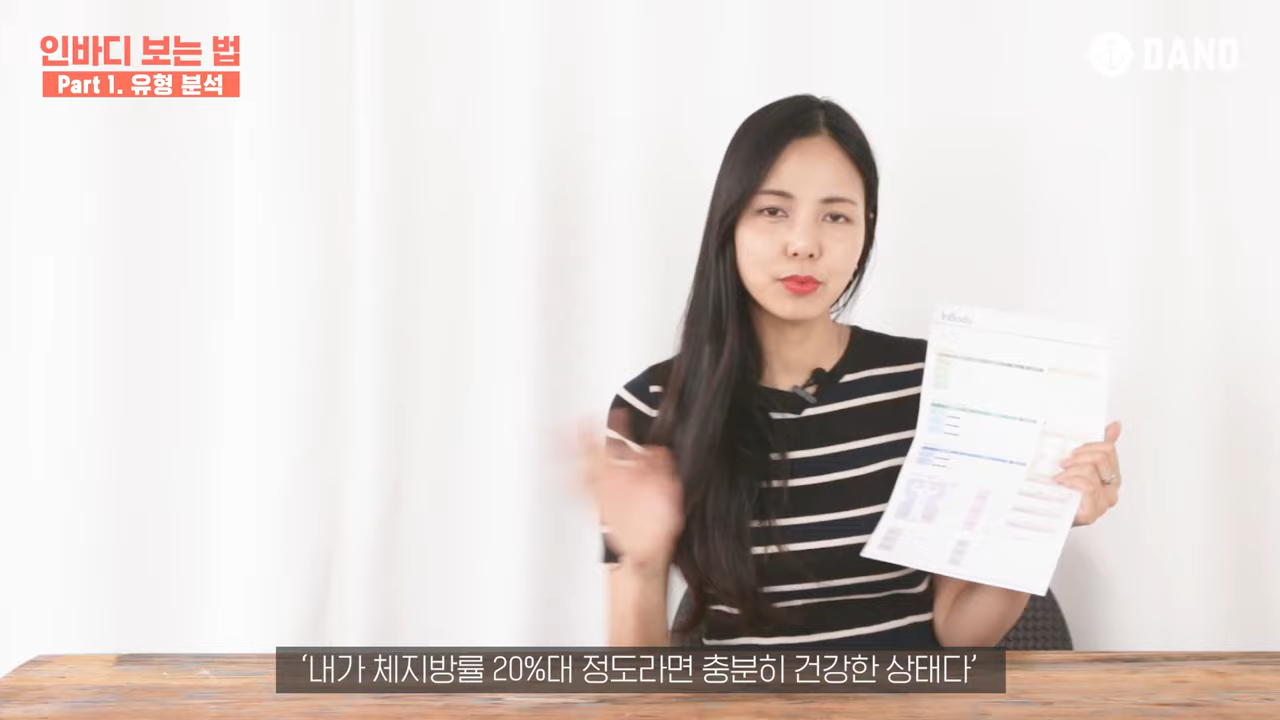 인바디 보는 법
Part 1. 유형 분석
DANO
InBody
‘내가 체지방률 20%대 정도라면 충분히 건강한 상태다’